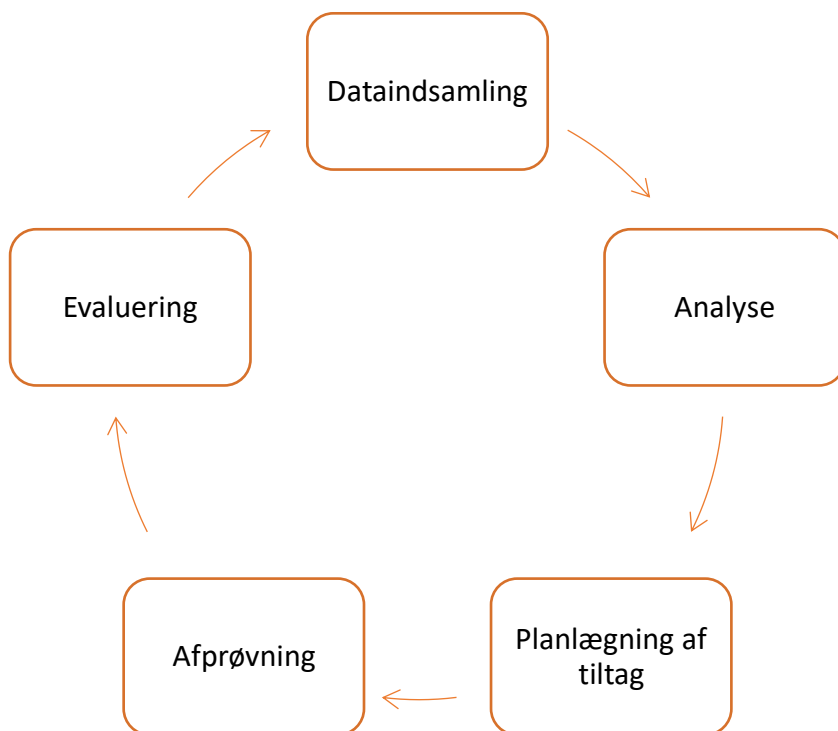 Dataindsamling
Analyse
Planlægning af
tiltag
Afprøvning
Evaluering